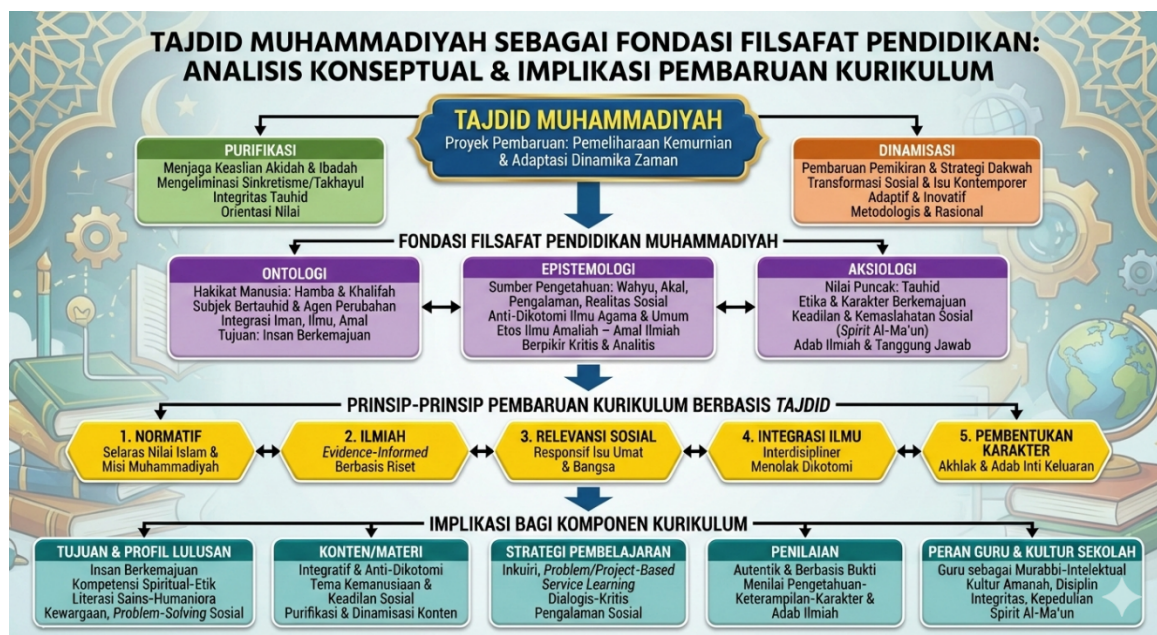 TAJDID MUHAMMADIYAH SEBAGAI FONDASI FILSAFAT PENDIDIKAN:
ANALISIS KONSEPTUAL & IMPLIKASI PEMBARUAN KURIKULUM
TAJDID MUHAMMADIYAH
Proyek Pembaruan: Pemeliharaan Kemurnian
& Adaptasi Dinamika Zaman
PURIFIKASI
Menjaga Keaslian Akidah & Ibadah
Mengeliminasi Sinkretisme/Takhayul
Integritas Tauhid
Orientasi Nilai
DINAMISASI
Pembaruan Pemikiran & Strategi Dakwah
Transformasi Sosial & Isu Kontemporer
Adaptif & Inovatif
Metodologis & Rasional
FONDASI FILSAFAT PENDIDIKAN MUHAMMADIYAH
ONTOLOGI
Hakikat Manusia: Hamba & Khalifah
Subjek Bertauhid & Agen Perubahan
Integrasi Iman, Ilmu, Amal
Tujuan: Insan Berkemajuan
EPISTEMOLOGI
Sumber Pengetahuan: Wahyu, Akal,
Pengalaman, Realitas Sosial
Anti-Dikotomi Ilmu Agama & Umum
Etos Ilmu Amaliah – Amal Ilmiah
Berpikir Kritis & Analitis
AKSIOLOGI
Nilai Puncak: Tauhid
Etika & Karakter Berkemajuan
Keadilan & Kemaslahatan Sosial
(Spirit Al-Ma'un)
Adab Ilmiah & Tanggung Jawab
PRINSIP-PRINSIP PEMBARUAN KURIKULUM BERBASIS TAJDID
1. NORMATIF
Selaras Nilai Islam &
Misi Muhammadiyah
2. ILMIAH
Evidence-Informed
Berbasis Riset
3. RELEVANSI SOSIAL
Responsif Isu Umat
& Bangsa
4. INTEGRASI ILMU
Interdisipliner
Menolak Dikotomi
5. PEMBENTUKAN
KARAKTER
Akhlak & Adab Inti Keluaran
IMPLIKASI BAGI KOMPONEN KURIKULUM
TUJUAN & PROFIL LULUSAN
Insan Berkemajuan
Kompetensi Spiritual-Etik
Literasi Sains-Humaniora
Kewargaan, Problem-Solving Sosial
KONTEN/MATERI
Integratif & Anti-Dikotomi
Tema Kemanusiaan &
Keadilan Sosial
Purifikasi & Dinamisasi Konten
STRATEGI PEMBELAJARAN
Inkuiri, Problem/Project-Based
Service Learning
Dialogis-Kritis
Pengalaman Sosial
PENILAIAN
Autentik & Berbasis Bukti
Menilai Pengetahuan-
Keterampilan-Karakter &
Adab Ilmiah
PERAN GURU & KULTUR SEKOLAH
Guru sebagai Murabbi-Intelektual
Kultur Amanah, Disiplin
Integritas, Kepedulian
Spirit Al-Ma'un